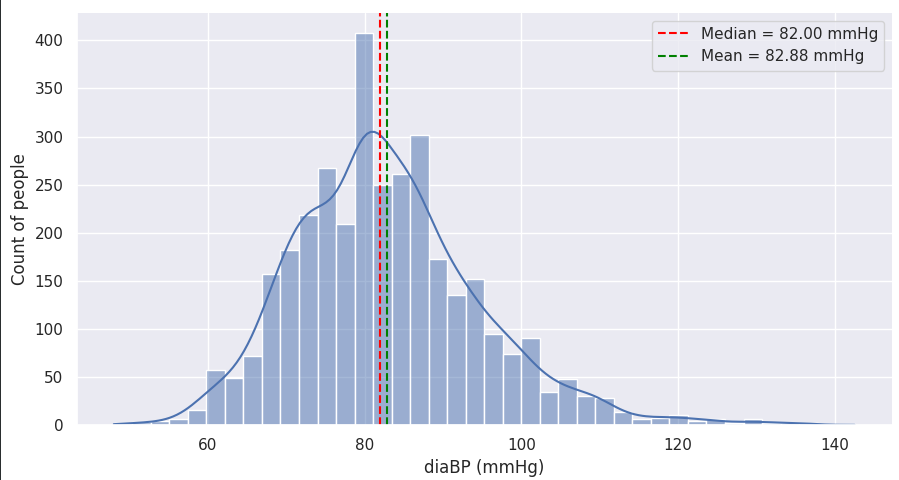 Median = 82.00 mmHg
Mean = 82.88 mmHg
400
350
300
250
200
150
100
50
0
Count of people
60 80 100 120 140
diaBP (mmHg)